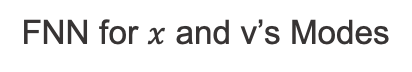 FNN for 𝑥 and v’s Modes